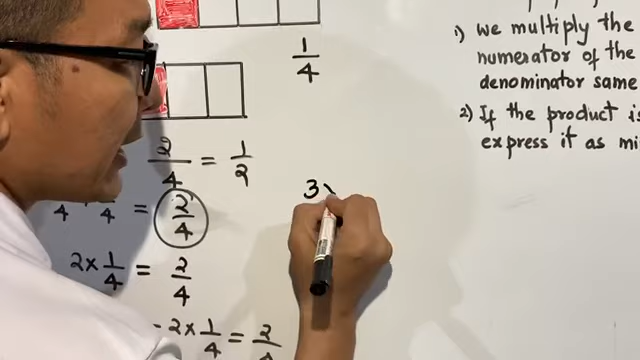 1/4
1) we multiply the
numerator of the
denominator same
2) If the product is
express it as
2/4 = 1/2
4 4 = 2/4
2 × 1/4 = 2/4
2 × 1/4 = 2/4
3